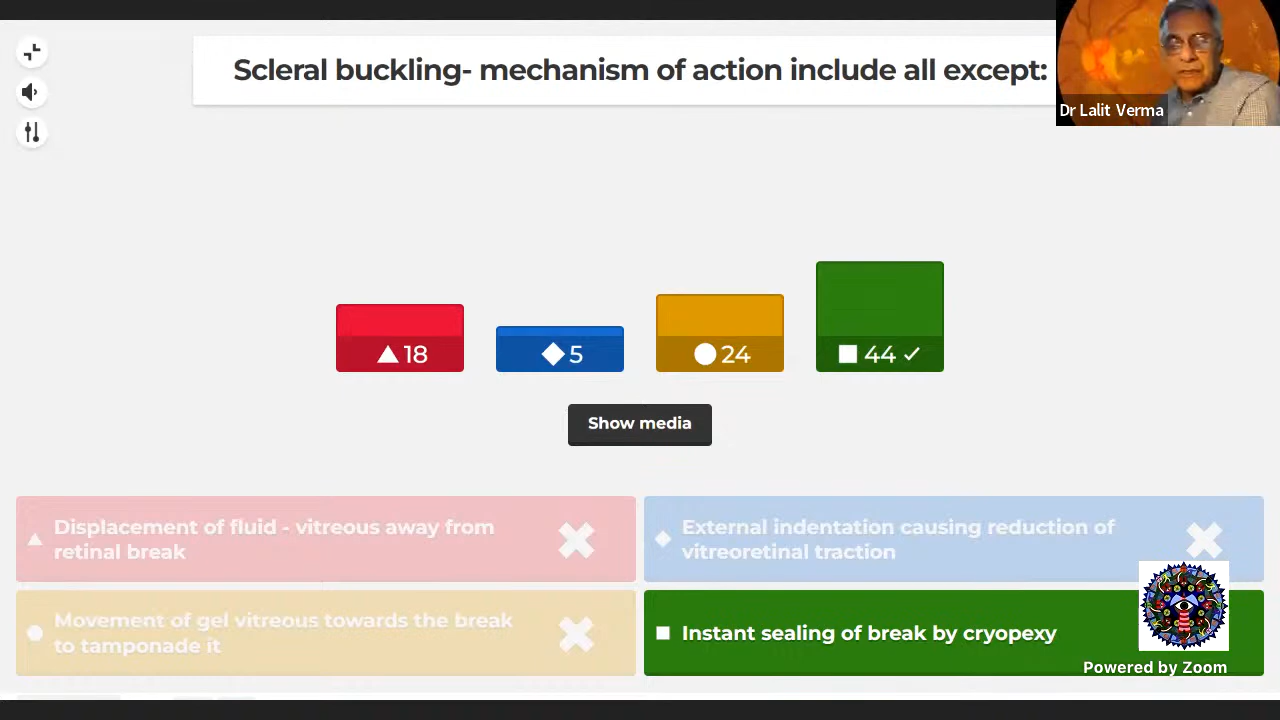 Scleral buckling- mechanism of action include all except:
Dr Lalit Verma
18
5
24
44
Show media
Displacement of fluid - vitreous away from
retinal break
External indentation causing reduction of
vitreoretinal traction
Movement of gel vitreous towards the break
to tamponade it
Instant sealing of break by cryopexy
Powered by Zoom